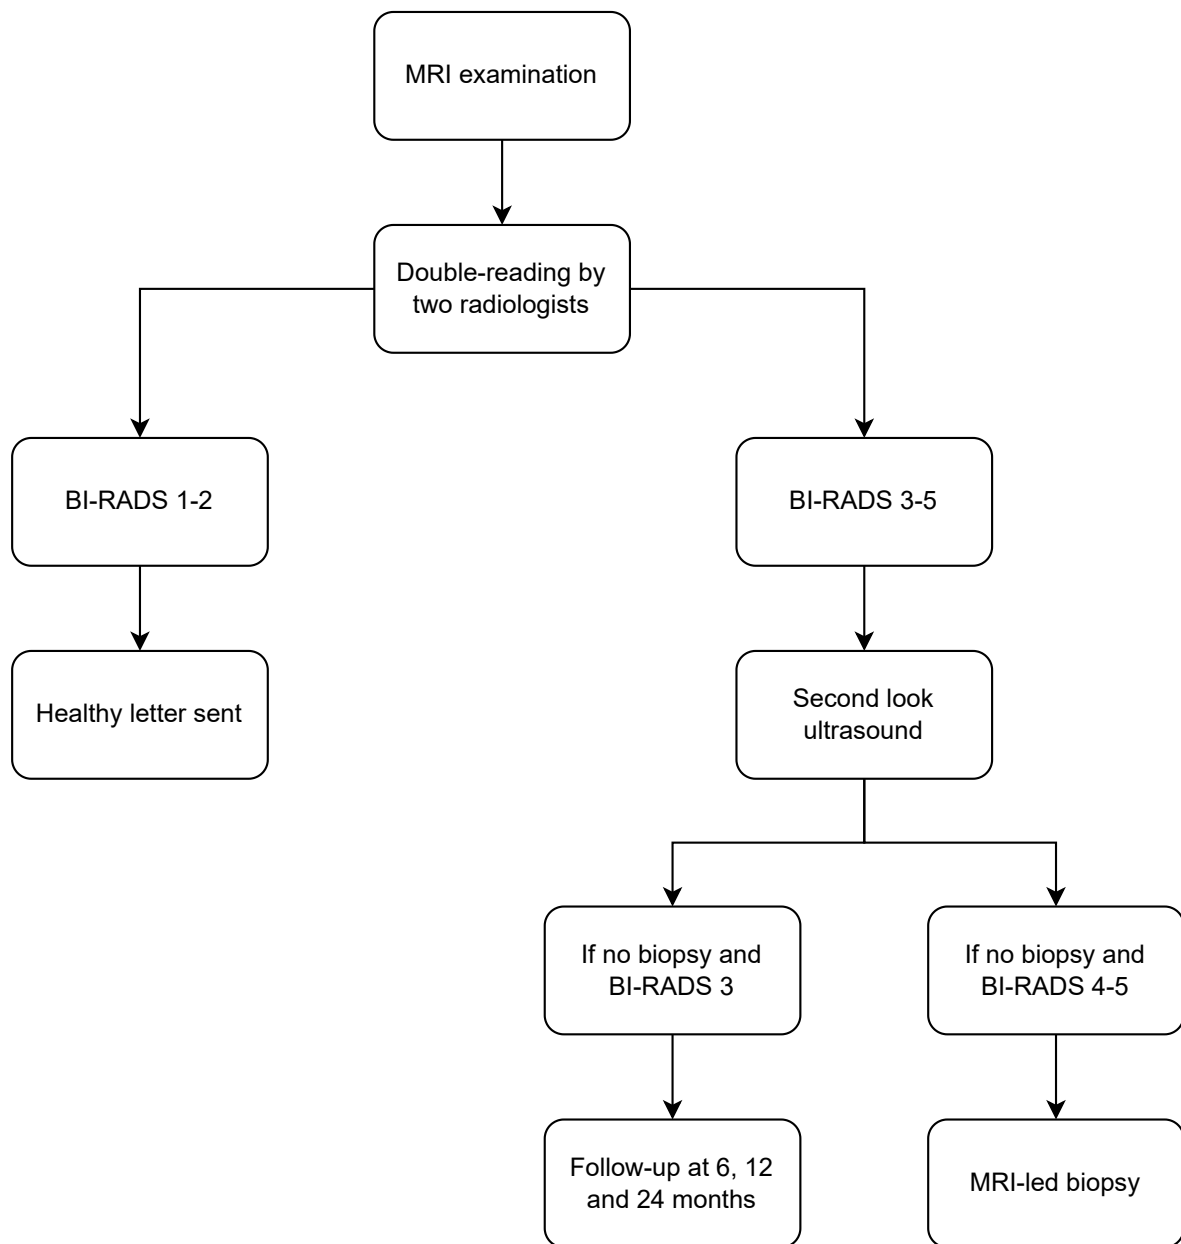 MRI examination
Double-reading by
two radiologists
BI-RADS 1-2
BI-RADS 3-5
Healthy letter sent
Second look
ultrasound
If no biopsy and
BI-RADS 3
If no biopsy and
BI-RADS 4-5
Follow-up at 6, 12
and 24 months
MRI-led biopsy